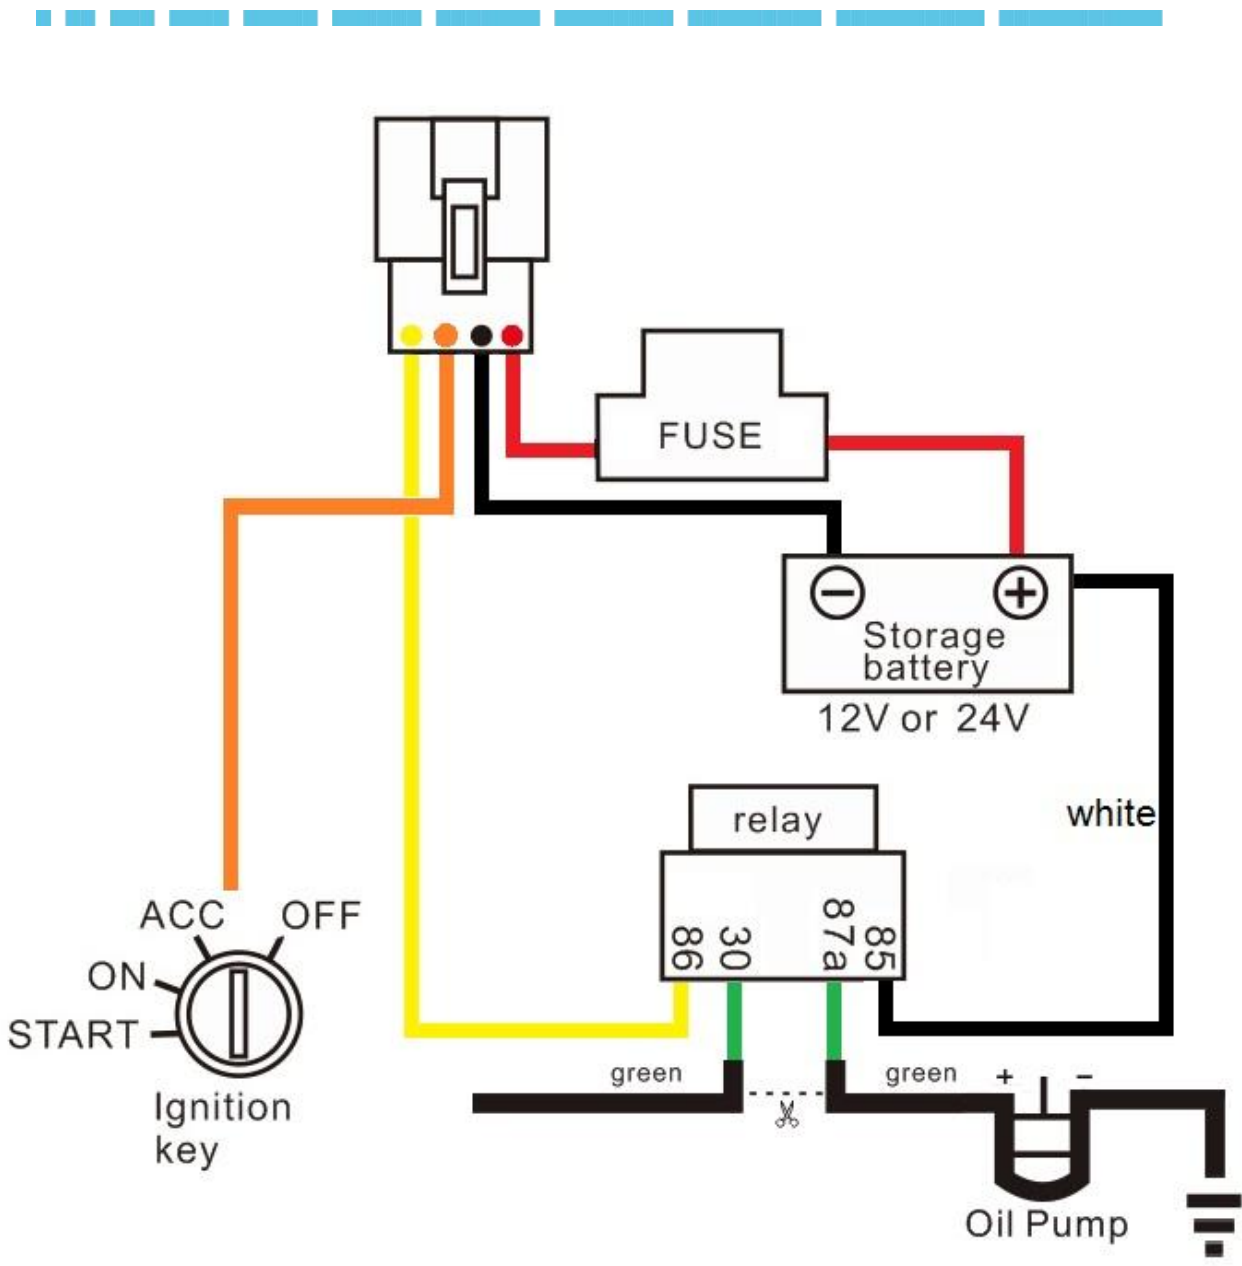 FUSE
− +
Storage
battery
12V or 24V
relay
white
86 30 87a 85
ACC OFF
ON
START
Ignition
key
green green + −
Oil Pump